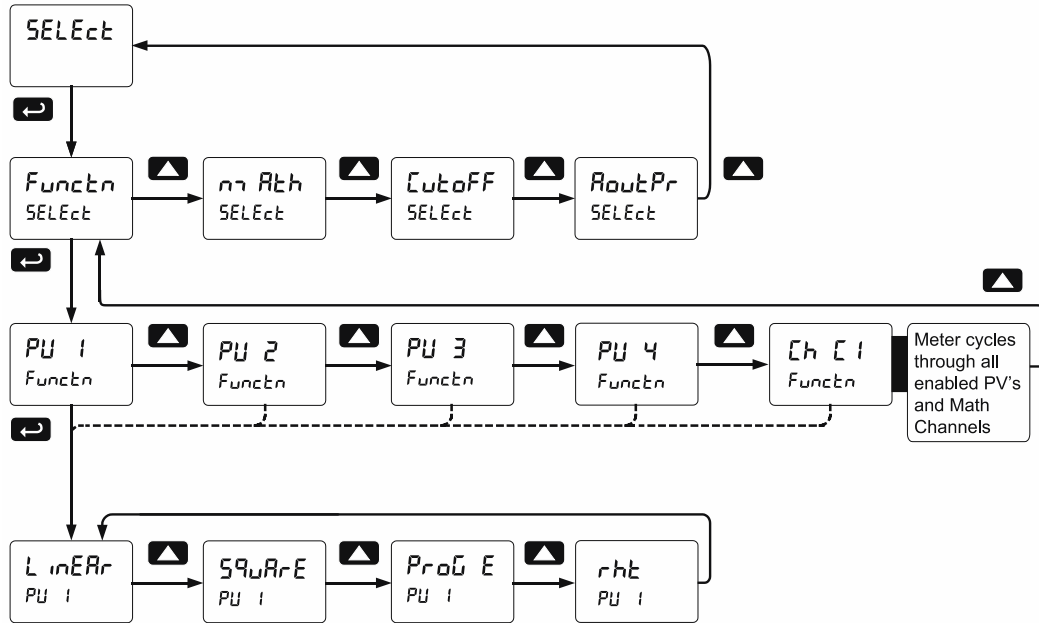 SELEct
Functn
SELEct
mAth
SELEct
CutoFF
SELEct
AoutPr
SELEct
PU 1
Functn
PU 2
Functn
PU 3
Functn
PU 4
Functn
Ch C1
Functn
Meter cycles
through all
enabled PV's
and Math
Channels
LinEAr
PU 1
SquArE
PU 1
ProG E
PU 1
rht
PU 1